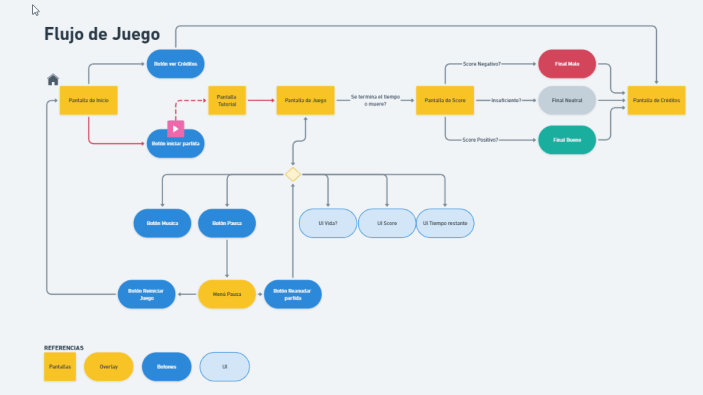 Flujo de Juego
Botón ver Créditos
Pantalla de Inicio
Pantalla
Tutorial
Pantalla de Juego
Se termina el tiempo
o muere?
Pantalla de Score
Score Negativo?
Final Malo
Insuficiente?
Final Neutral
Pantalla de Créditos
Score Positivo?
Final Bueno
Botón iniciar partida
Botón Musica
Botón Pausa
UI Vida?
UI Score
UI Tiempo restante
Botón Reiniciar
Juego
Menú Pausa
Botón Reanudar
partida
REFERENCIAS
Pantallas
Overlay
Botones
UI